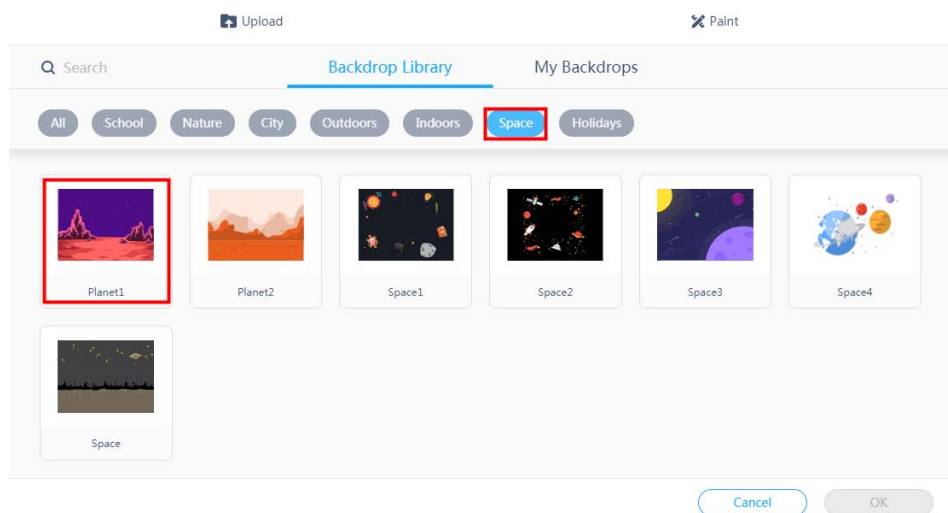 Upload Paint
Search Backdrop Library My Backdrops
All School Nature City Outdoors Indoors Space Holidays
Planet1 Planet2 Space1 Space2 Space3 Space4
Space
Cancel OK